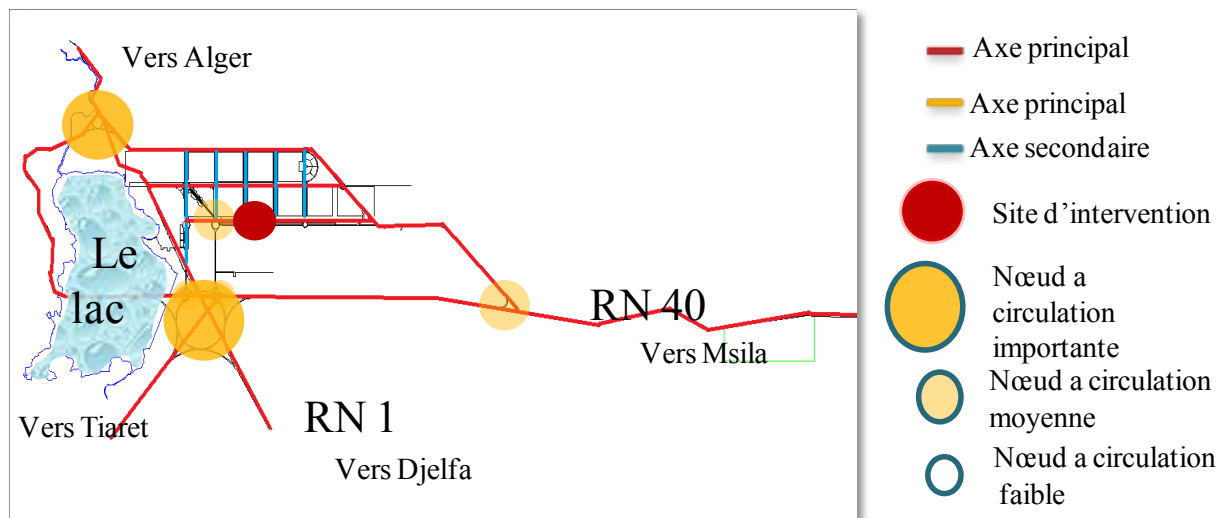 Vers Alger
Le
lac
RN 40
Vers Msila
Vers Tiaret
RN 1
Vers Djelfa
Axe principal
Axe principal
Axe secondaire
Site d'intervention
Nœud a
circulation
importante
Nœud a circulation
moyenne
Nœud a circulation
faible